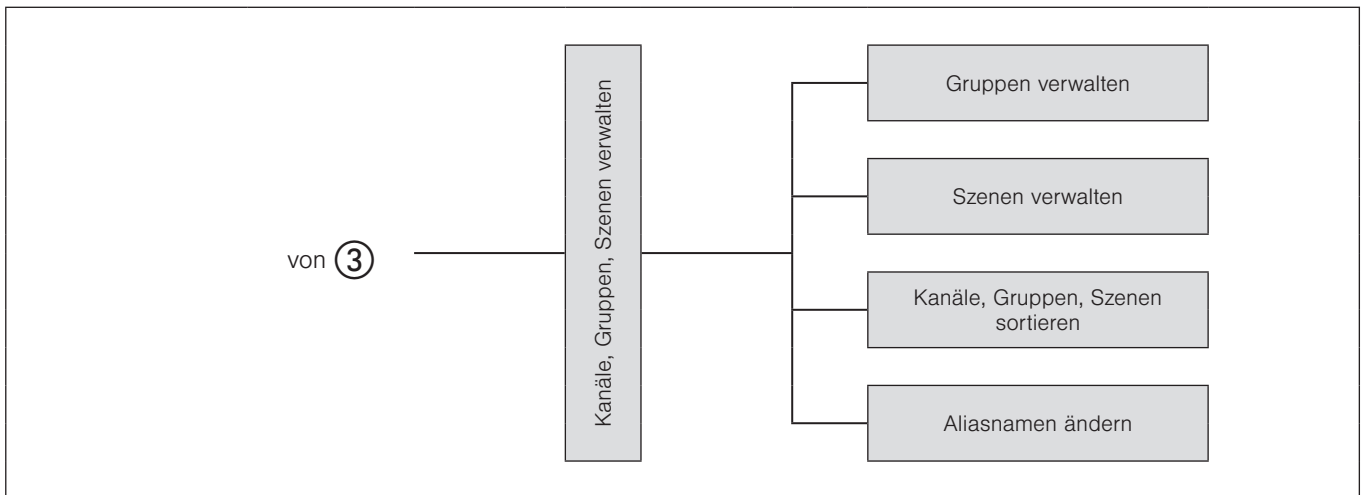 von ③
Kanäle, Gruppen, Szenen verwalten
Gruppen verwalten
Szenen verwalten
Kanäle, Gruppen, Szenen
sortieren
Aliasnamen ändern